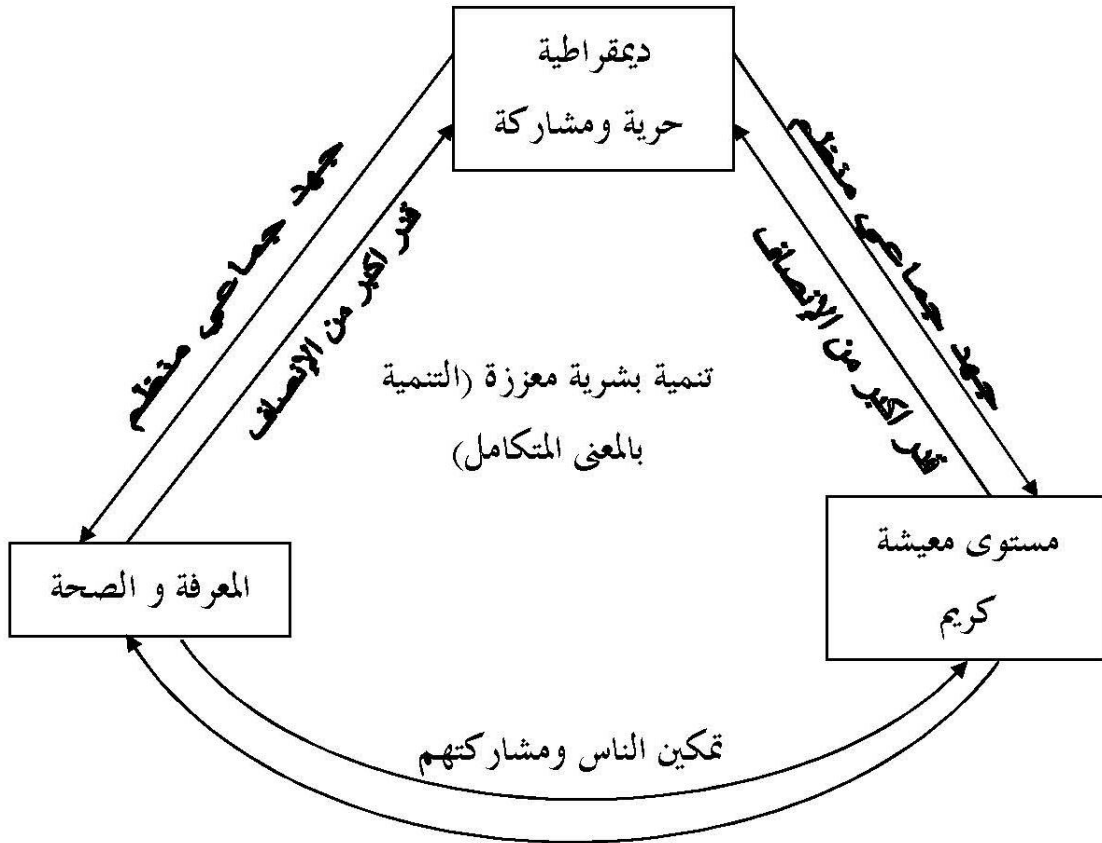 ديمقراطية
حرية ومشاركة
جهد جماعي منظم
قدر اكبر من الإنصاف
جهد جماعي منظم
قدر اكبر من الإنصاف
تنمية بشرية معززة (التنمية
بالمعنى المتكامل)
مستوى معيشة
كريم
المعرفة و الصحة
تمكين الناس ومشاركتهم